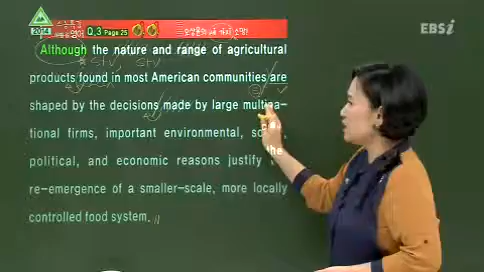 2014
Q.3 Page 25
EBSi
Although the nature and range of agricultural
S+V S+V
products found in most American communities are
shaped by the decisions made by large multina-
tional firms, important environmental,
political, and economic reasons justify
re-emergence of a smaller-scale, more locally
controlled food system.